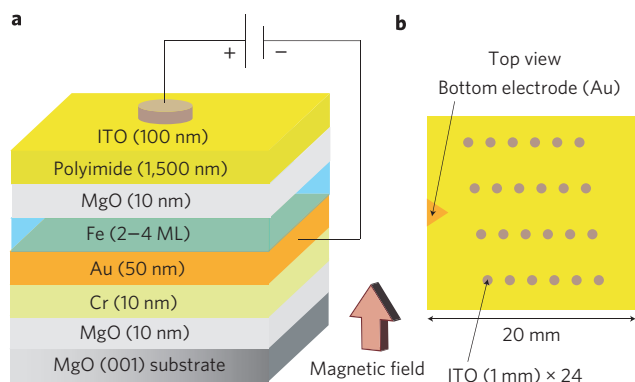 a
+
−
ITO (100 nm)
Polyimide (1,500 nm)
MgO (10 nm)
Fe (2–4 ML)
Au (50 nm)
Cr (10 nm)
MgO (10 nm)
MgO (001) substrate
Magnetic field
b
Top view
Bottom electrode (Au)
20 mm
ITO (1 mm) × 24